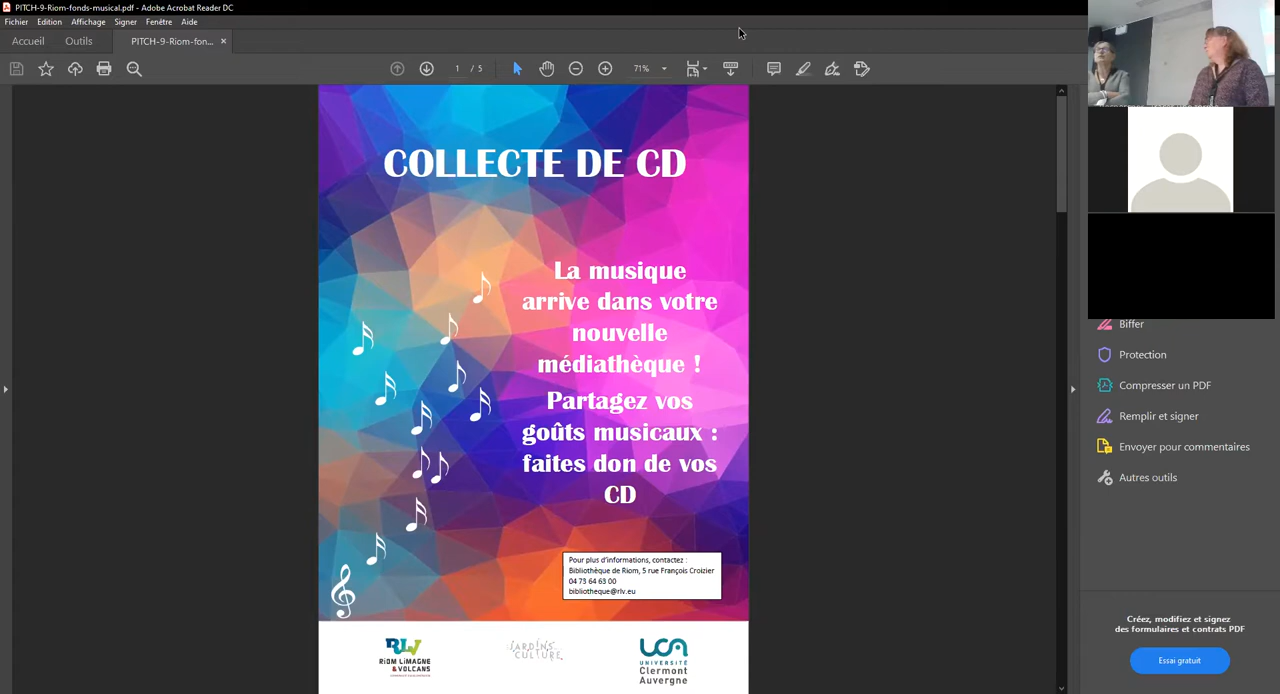 PITCH-9-Riom-fonds-musical.pdf - Adobe Acrobat Reader DC
Fichier Edition Affichage Signer Fenêtre Aide
Accueil Outils PITCH-9-Riom-fon... ×
1 / 5 71%
COLLECTE DE CD
La musique
arrive dans votre
nouvelle
médiathèque !
Partagez vos
goûts musicaux :
faites don de vos
CD
Pour plus d'informations, contactez :
Bibliothèque de Riom, 5 rue François Croizier
04 73 64 63 00
bibliotheque@rlv.eu
RLV
RIOM LIMAGNE
& VOLCANS
JARDINS
CULTURE
UCA
UNIVERSITÉ
Clermont
Auvergne
Biffer
Protection
Compresser un PDF
Remplir et signer
Envoyer pour commentaires
Autres outils
Créez, modifiez et signez
des formulaires et contrats PDF
Essai gratuit